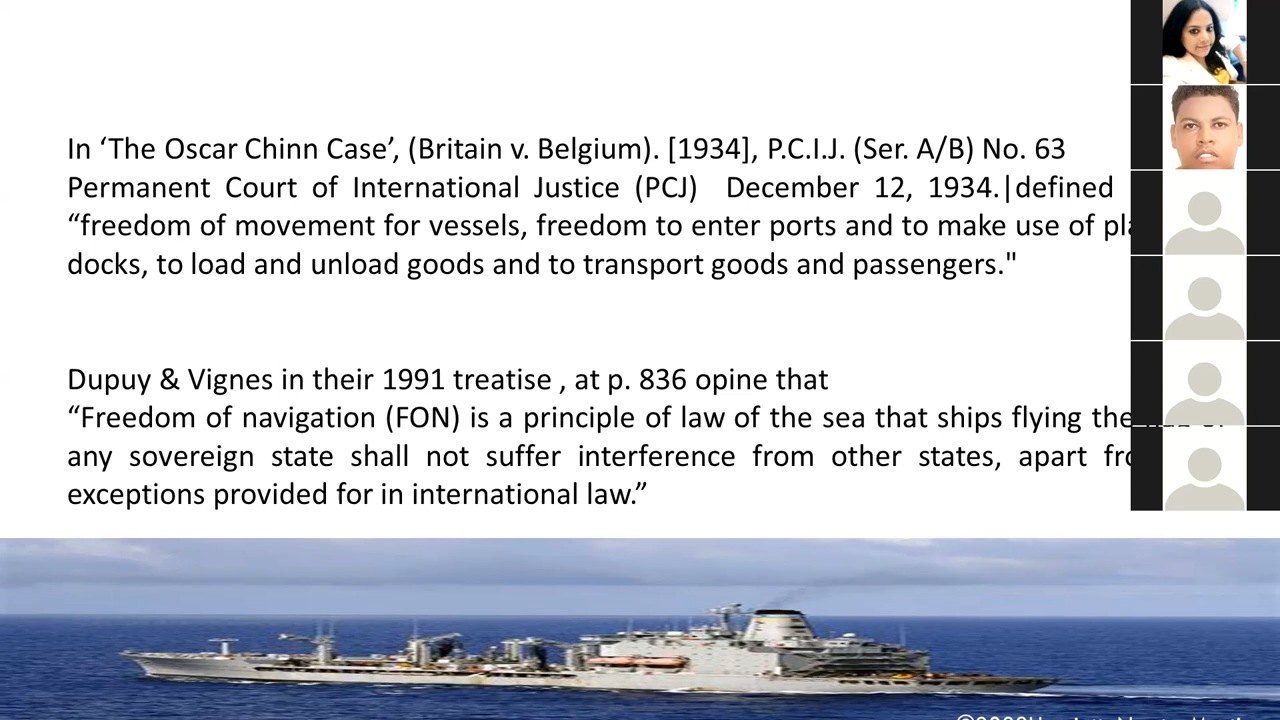 In ‘The Oscar Chinn Case’, (Britain v. Belgium). [1934], P.C.I.J. (Ser. A/B) No. 63
Permanent Court of International Justice (PCJ) December 12, 1934.|defined
“freedom of movement for vessels, freedom to enter ports and to make use of
docks, to load and unload goods and to transport goods and passengers."
Dupuy & Vignes in their 1991 treatise , at p. 836 opine that
“Freedom of navigation (FON) is a principle of law of the sea that ships flying the
any sovereign state shall not suffer interference from other states, apart
exceptions provided for in international law.”